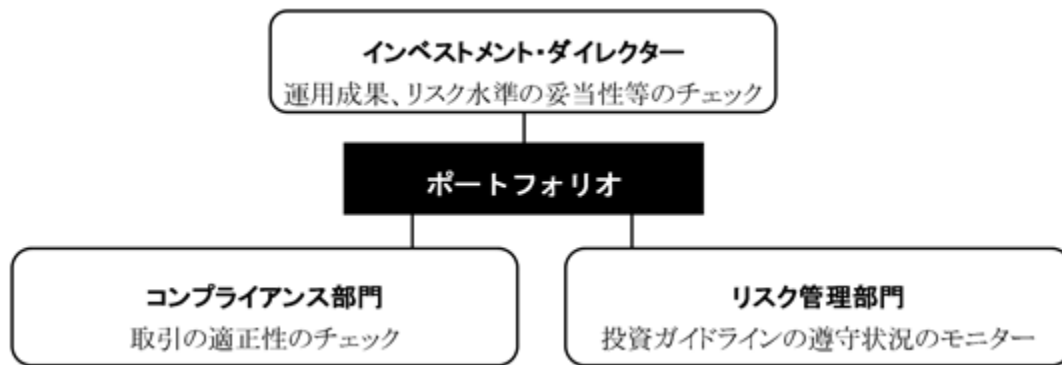 インベストメント・ダイレクター
運用成果、リスク水準の妥当性等のチェック
ポートフォリオ
コンプライアンス部門
取引の適正性のチェック
リスク管理部門
投資ガイドラインの遵守状況のモニター